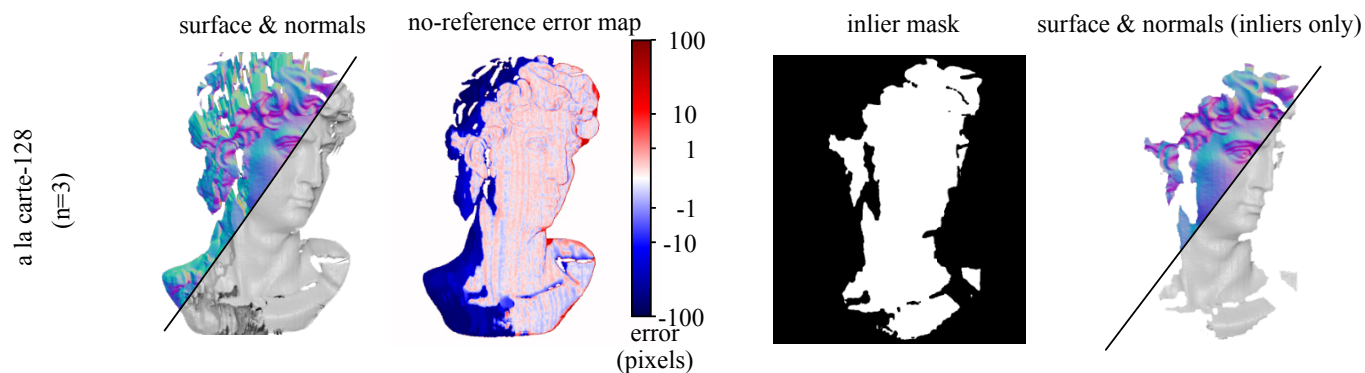 surface & normals
no-reference error map
inlier mask
surface & normals (inliers only)
a la carte-128
(n=3)
100
10
1
-1
-10
-100
error
(pixels)